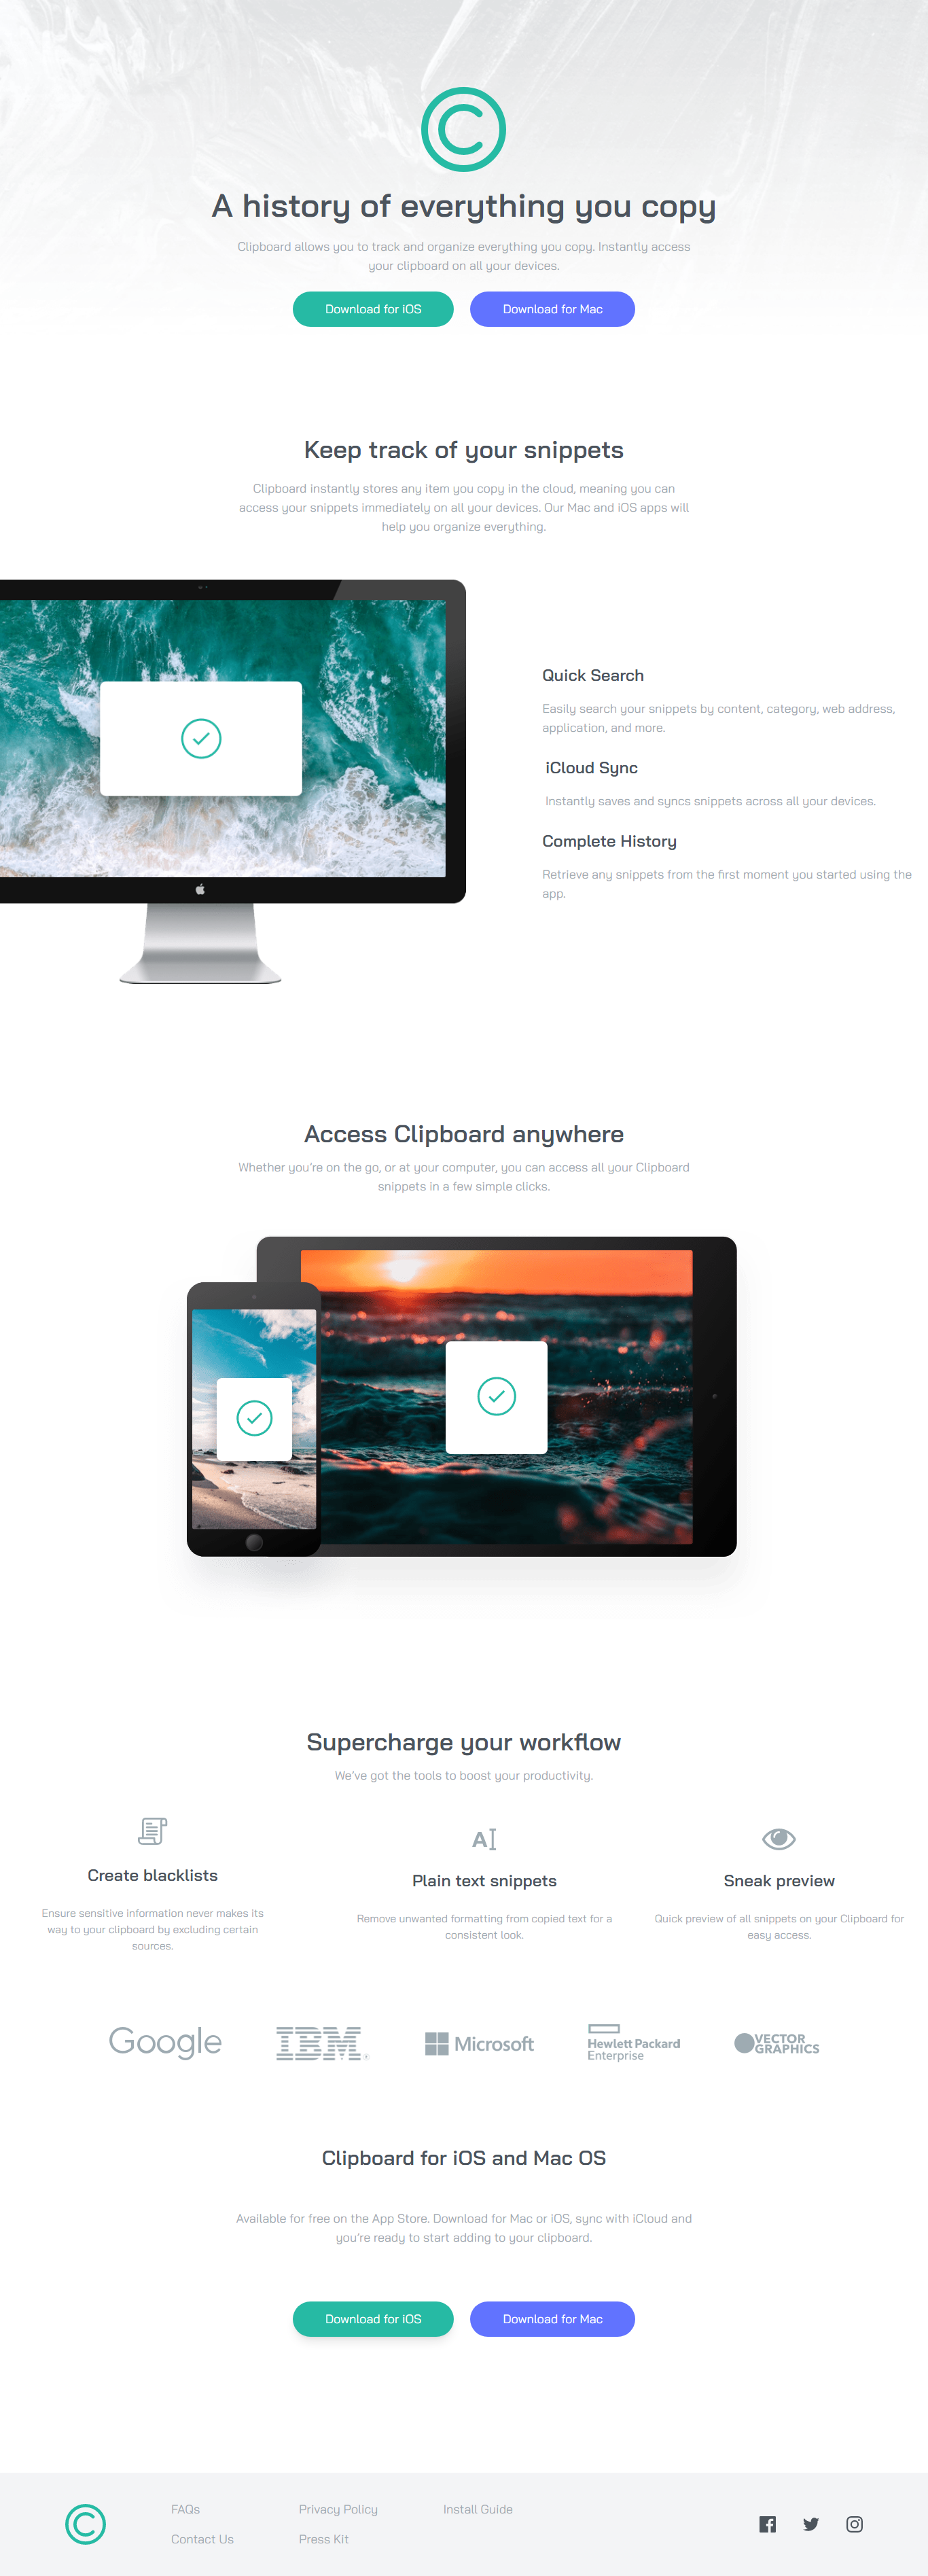 A history of everything you copy
Clipboard allows you to track and organize everything you copy. Instantly access
your clipboard on all your devices.
Download for iOS
Download for Mac
Keep track of your snippets
Clipboard instantly stores any item you copy in the cloud, meaning you can
access your snippets immediately on all your devices. Our Mac and iOS apps will
help you organize everything.
Quick Search
Easily search your snippets by content, category, web address,
application, and more.
iCloud Sync
Instantly saves and syncs snippets across all your devices.
Complete History
Retrieve any snippets from the first moment you started using the
app.
Access Clipboard anywhere
Whether you’re on the go, or at your computer, you can access all your Clipboard
snippets in a few simple clicks.
Supercharge your workflow
We’ve got the tools to boost your productivity.
Create blacklists
Ensure sensitive information never makes its
way to your clipboard by excluding certain
sources.
Plain text snippets
Remove unwanted formatting from copied text for a
consistent look.
Sneak preview
Quick preview of all snippets on your Clipboard for
easy access.
Google
IBM
Microsoft
Hewlett Packard
Enterprise
VECTOR
GRAPHICS
Clipboard for iOS and Mac OS
Available for free on the App Store. Download for Mac or iOS, sync with iCloud and
you’re ready to start adding to your clipboard.
Download for iOS
Download for Mac
FAQs
Contact Us
Privacy Policy
Press Kit
Install Guide